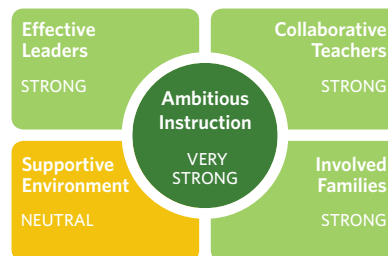 Effective
Leaders
STRONG
Collaborative
Teachers
STRONG
Ambitious
Instruction
VERY
STRONG
Supportive
Environment
NEUTRAL
Involved
Families
STRONG